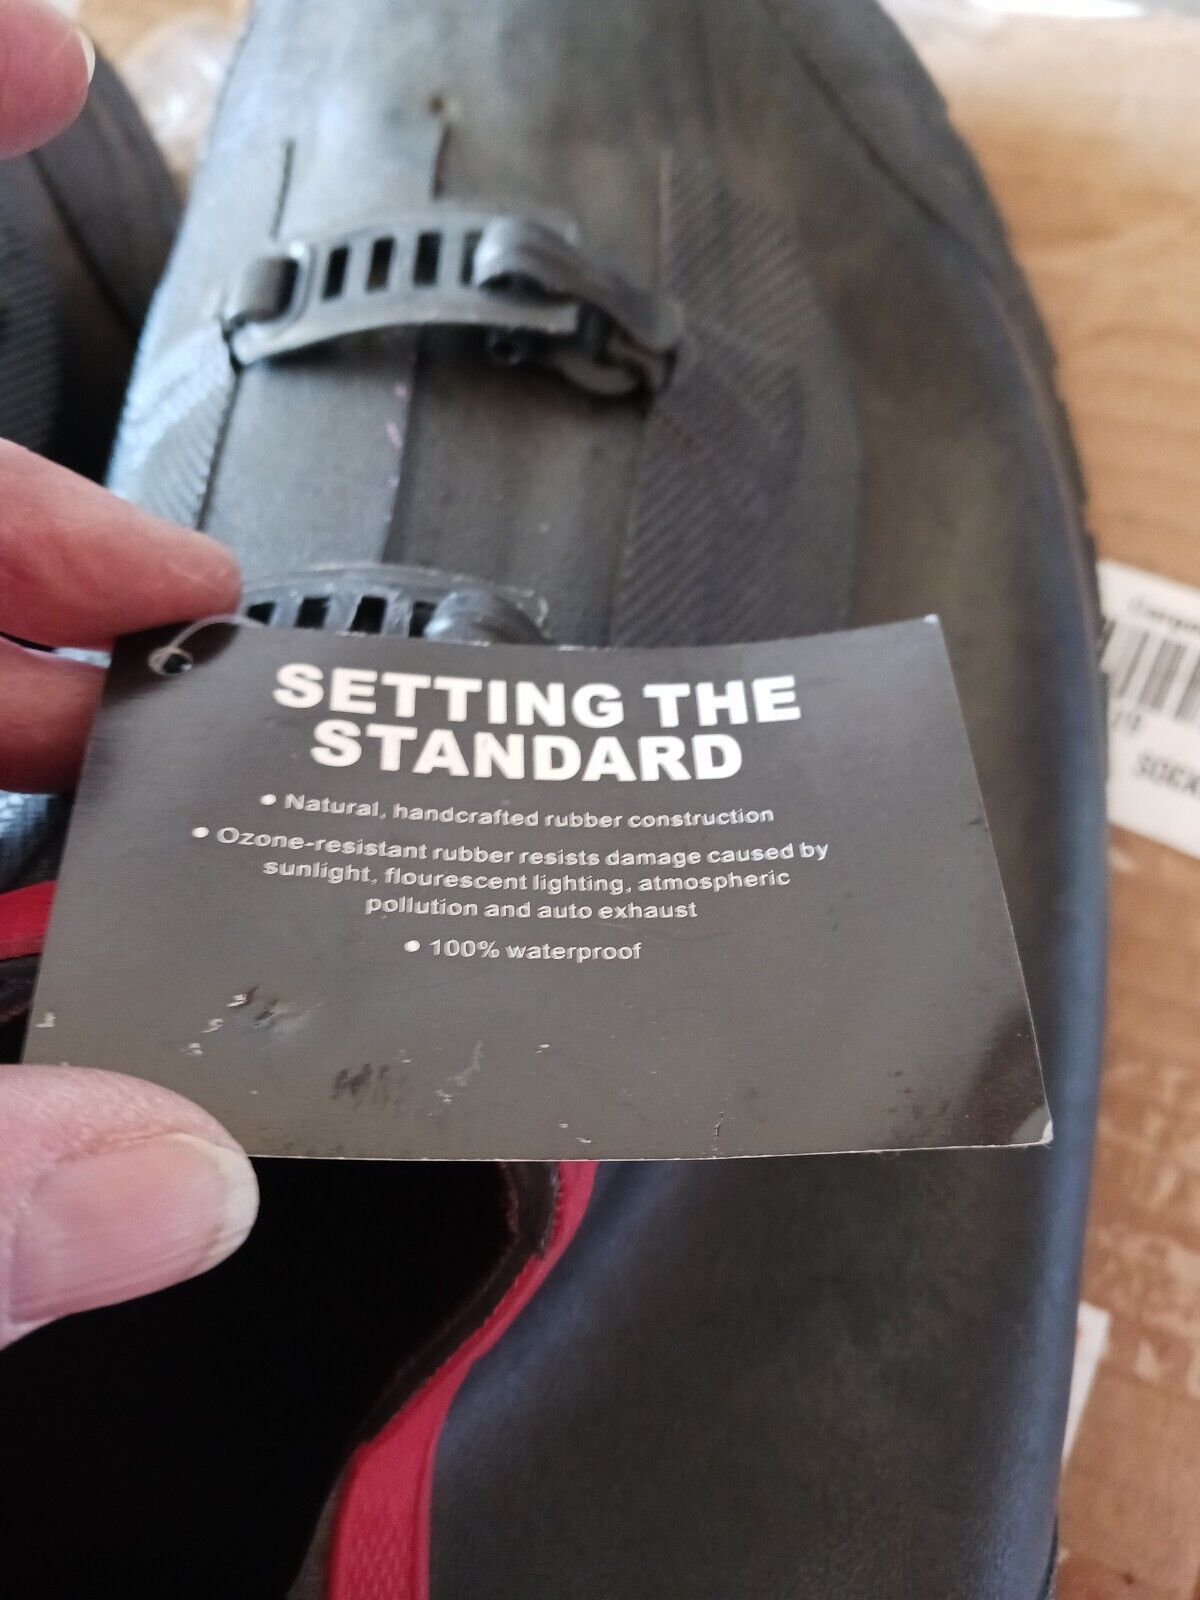 SETTING THE
STANDARD
• Natural, handcrafted rubber construction
• Ozone-resistant rubber resists damage caused by
sunlight, flourescent lighting, atmospheric
pollution and auto exhaust
• 100% waterproof